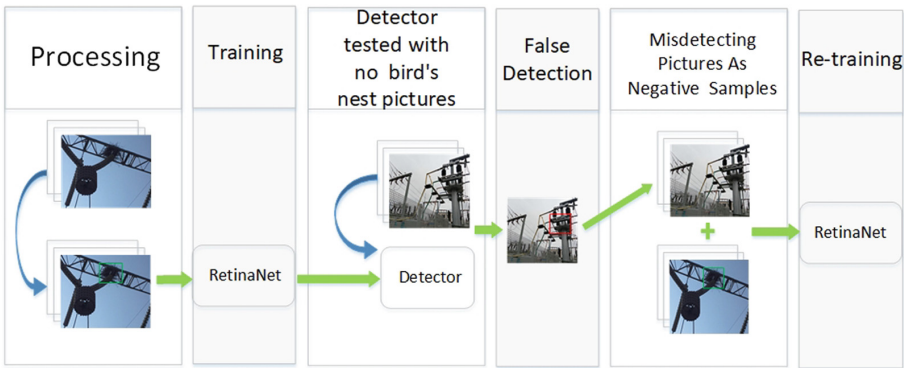 Processing
Training
Detector
tested with
no bird's
nest pictures
False
Detection
Misdetecting
Pictures As
Negative Samples
Re-training
RetinaNet
Detector
+
RetinaNet